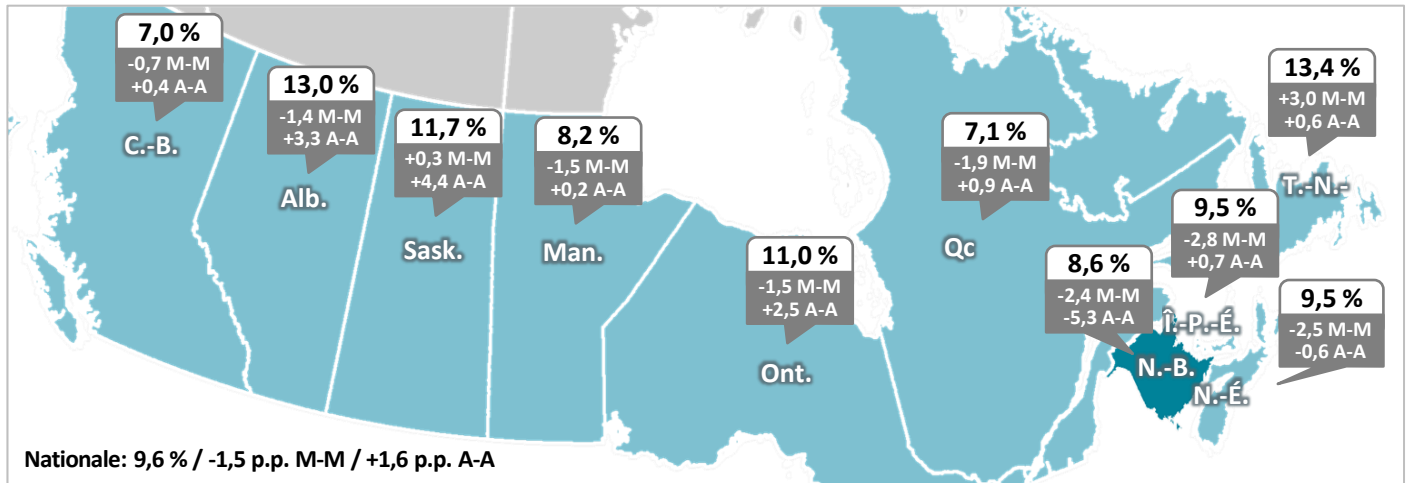 7,0 %
-0,7 M-M
+0,4 A-A
C.-B.
13,0 %
-1,4 M-M
+3,3 A-A
Alb.
11,7 %
+0,3 M-M
+4,4 A-A
Sask.
8,2 %
-1,5 M-M
+0,2 A-A
Man.
11,0 %
-1,5 M-M
+2,5 A-A
Ont.
7,1 %
-1,9 M-M
+0,9 A-A
Qc
13,4 %
+3,0 M-M
+0,6 A-A
T.-N.-
9,5 %
-2,8 M-M
+0,7 A-A
Î.-P.-É.
8,6 %
-2,4 M-M
-5,3 A-A
N.-B.
9,5 %
-2,5 M-M
-0,6 A-A
N.-É.
Nationale: 9,6 % / -1,5 p.p. M-M / +1,6 p.p. A-A